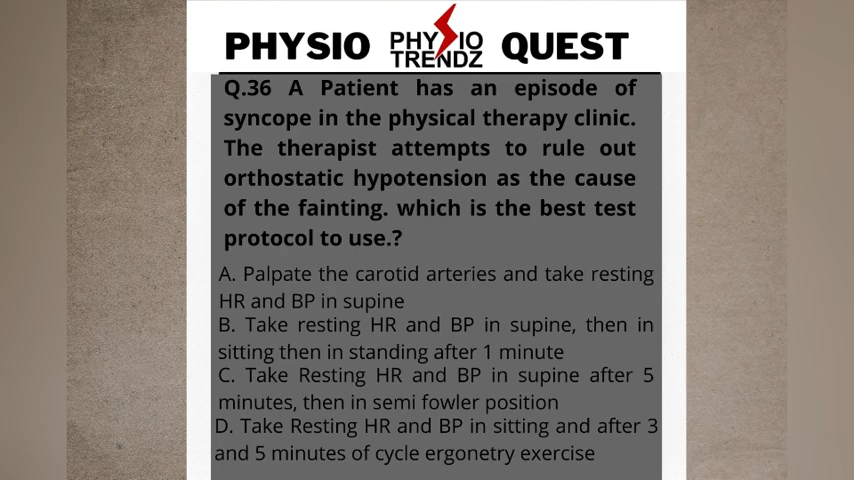 PHYSIO PHYSIO TRENDZ QUEST
Q.36 A Patient has an episode of
syncope in the physical therapy clinic.
The therapist attempts to rule out
orthostatic hypotension as the cause
of the fainting. which is the best test
protocol to use.?
A. Palpate the carotid arteries and take resting
HR and BP in supine
B. Take resting HR and BP in supine, then in
sitting then in standing after 1 minute
C. Take Resting HR and BP in supine after 5
minutes, then in semi fowler position
D. Take Resting HR and BP in sitting and after 3
and 5 minutes of cycle ergonetry exercise